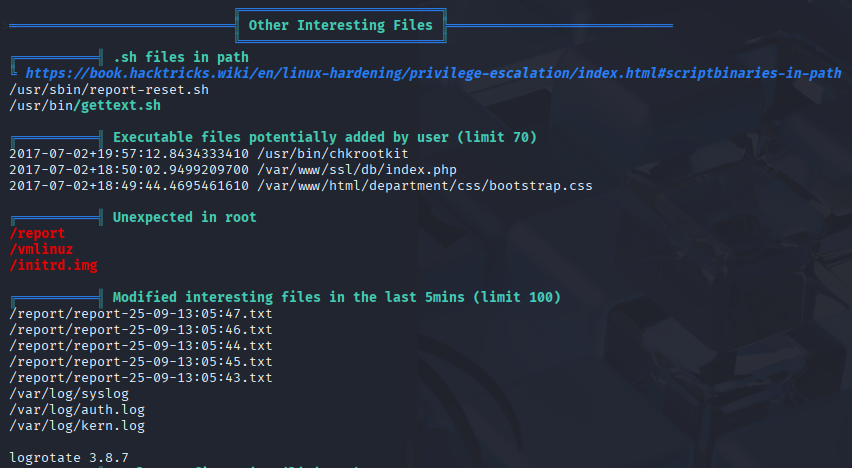 Other Interesting Files
.sh files in path
https://book.hacktricks.wiki/en/linux-hardening/privilege-escalation/index.html#scriptbinaries-in-path
/usr/sbin/report-reset.sh
/usr/bin/gettext.sh
Executable files potentially added by user (limit 70)
2017-07-02+19:57:12.8434333410 /usr/bin/chkrootkit
2017-07-02+18:50:02.9499209700 /var/www/ssl/db/index.php
2017-07-02+18:49:44.4695461610 /var/www/html/department/css/bootstrap.css
Unexpected in root
/report
/vmlinuz
/initrd.img
Modified interesting files in the last 5mins (limit 100)
/report/report-25-09-13:05:47.txt
/report/report-25-09-13:05:46.txt
/report/report-25-09-13:05:44.txt
/report/report-25-09-13:05:45.txt
/report/report-25-09-13:05:43.txt
/var/log/syslog
/var/log/auth.log
/var/log/kern.log
logrotate 3.8.7